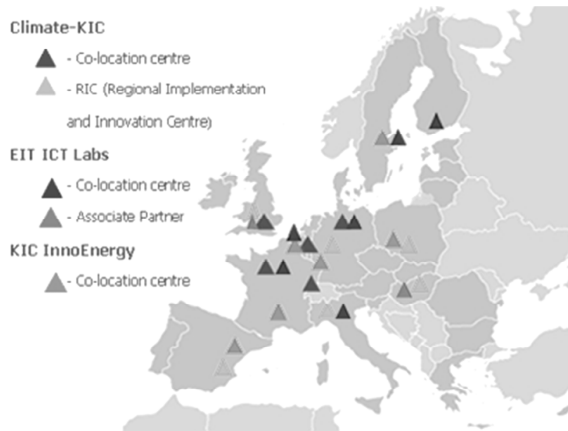 Climate-KIC
- Co-location centre
- RIC (Regional Implementation
and Innovation Centre)
EIT ICT Labs
- Co-location centre
- Associate Partner
KIC InnoEnergy
- Co-location centre